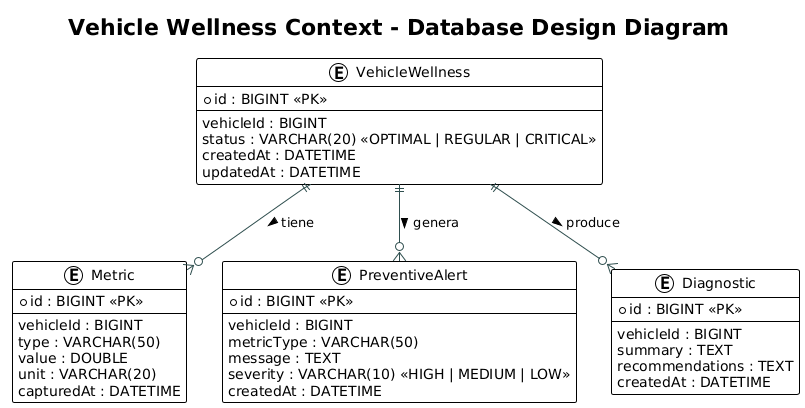 Vehicle Wellness Context - Database Design Diagram
E VehicleWellness
id : BIGINT «PK»
vehicleId : BIGINT
status : VARCHAR(20) «OPTIMAL | REGULAR | CRITICAL»
createdAt : DATETIME
updatedAt : DATETIME
tiene
genera
produce
E Metric
id : BIGINT «PK»
vehicleId : BIGINT
type : VARCHAR(50)
value : DOUBLE
unit : VARCHAR(20)
capturedAt : DATETIME
E PreventiveAlert
id : BIGINT «PK»
vehicleId : BIGINT
metricType : VARCHAR(50)
message : TEXT
severity : VARCHAR(10) «HIGH | MEDIUM | LOW»
createdAt : DATETIME
E Diagnostic
id : BIGINT «PK»
vehicleId : BIGINT
summary : TEXT
recommendations : TEXT
createdAt : DATETIME